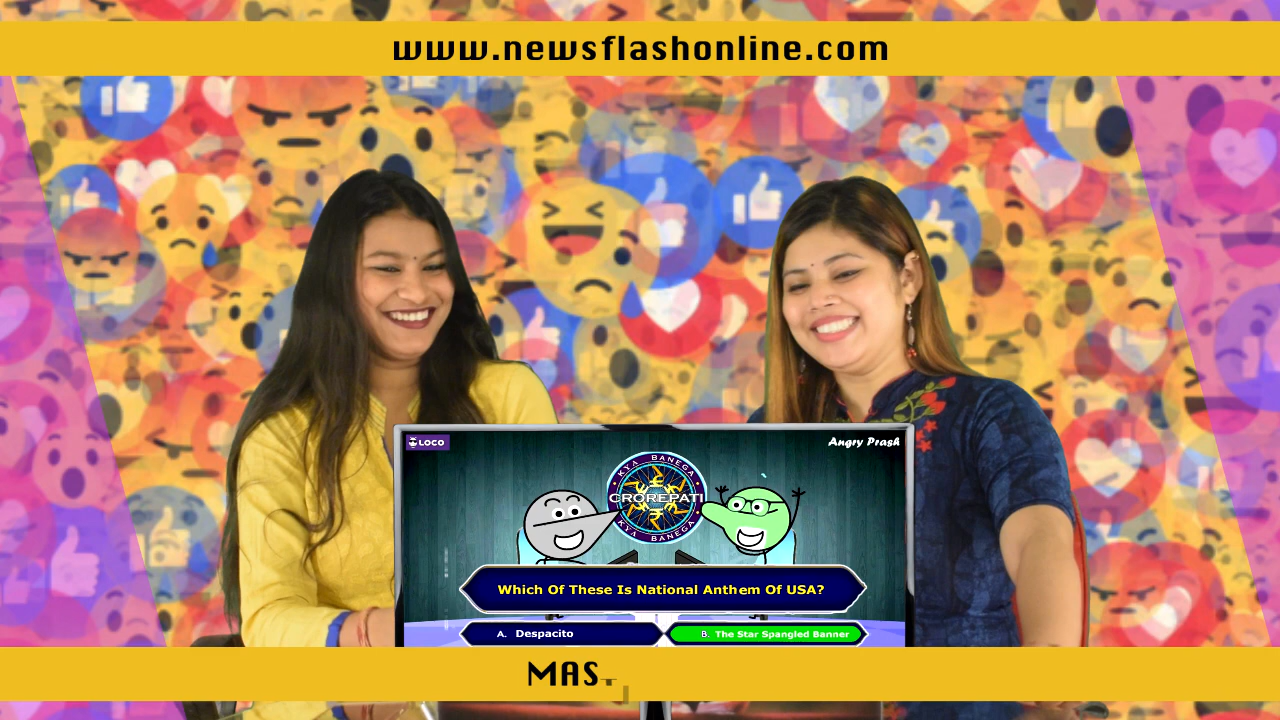 www.newsflashonline.com
LOCO
Angry Prash
KYA BANEGA
CROREPATI
KYA BANEGA
Which Of These Is National Anthem Of USA?
A. Despacito
B. The Star Spangled Banner
MAS